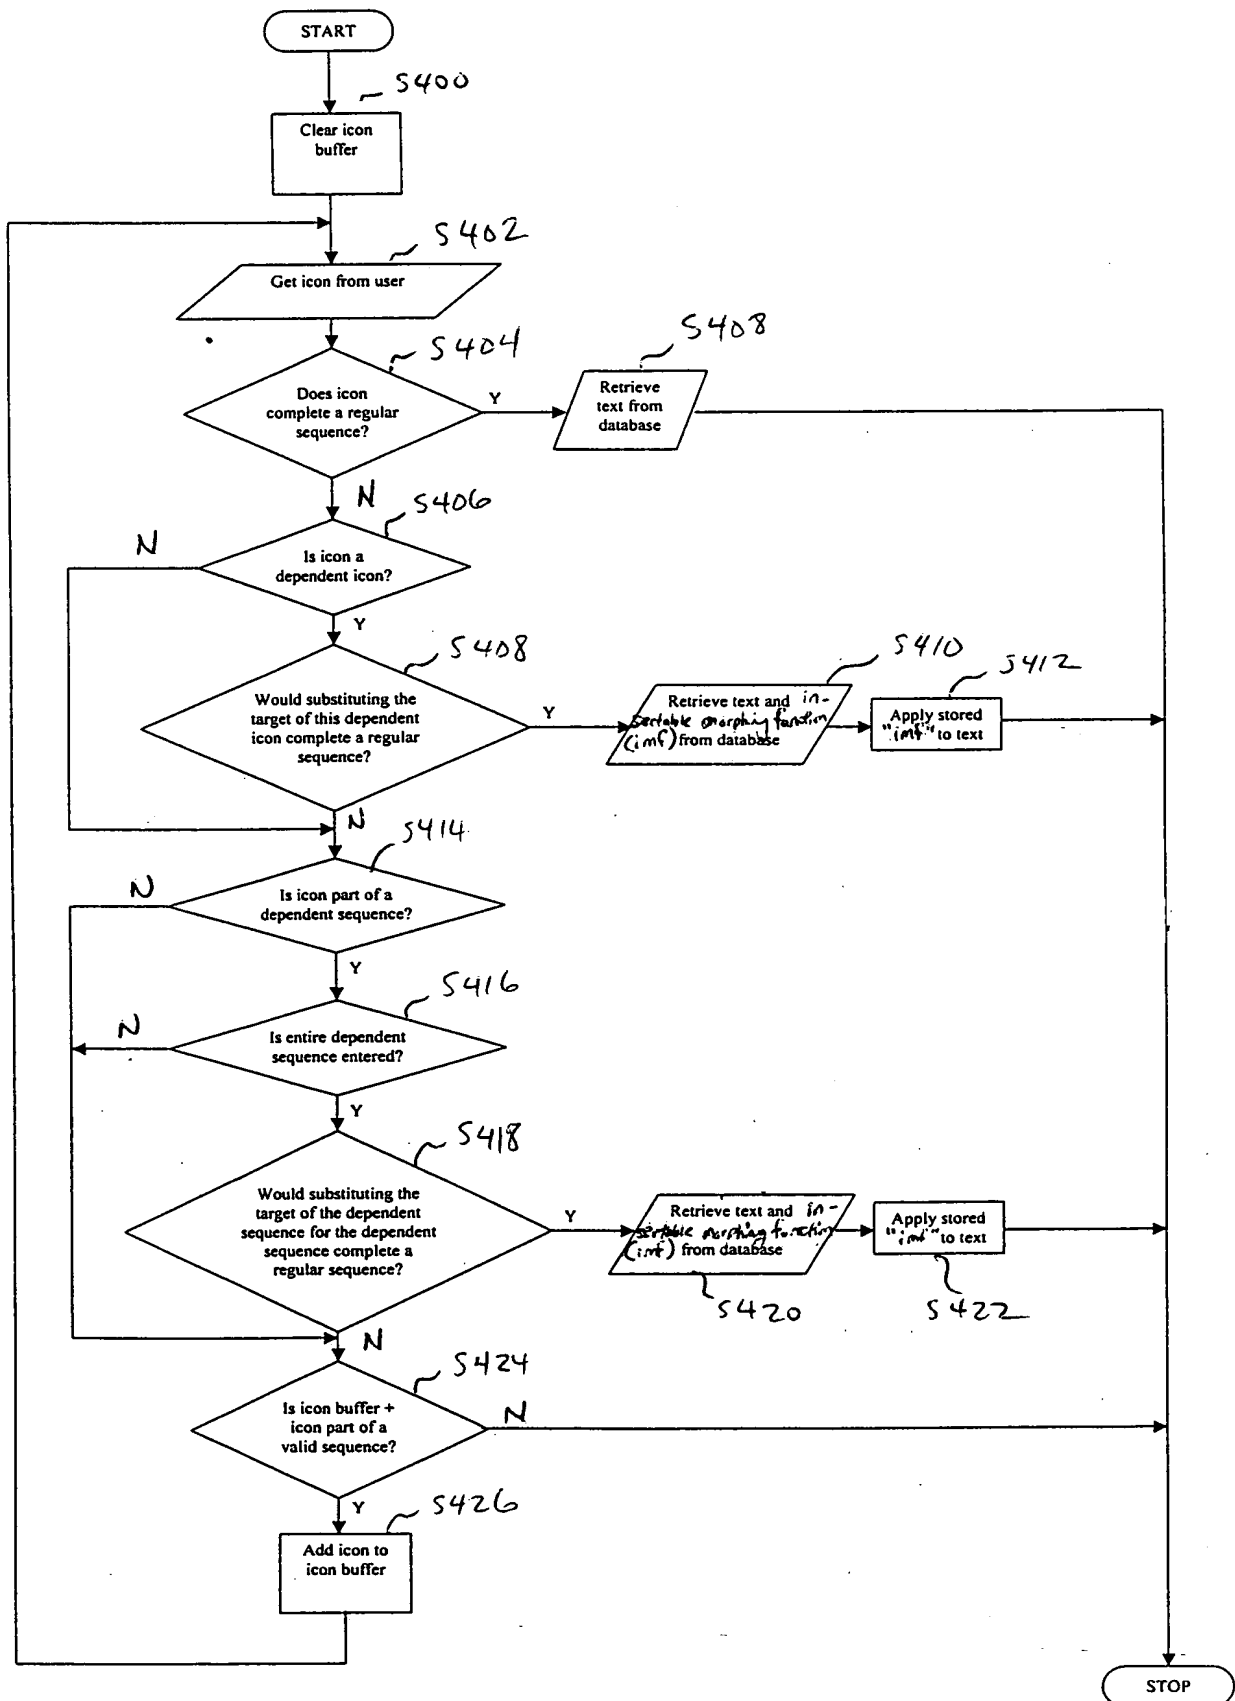 START
S400
Clear icon
buffer
S402
Get icon from user
S404
Does icon
complete a regular
sequence?
Y
S408
Retrieve
text from
database
N
S406
N
Is icon a
dependent icon?
Y
S408
Would substituting the
target of this dependent
icon complete a regular
sequence?
Y
S410
Retrieve text and in-
sertable morphing function
(imf) from database
S412
Apply stored
"imf" to text
N
S414
N
Is icon part of a
dependent sequence?
Y
S416
N
Is entire dependent
sequence entered?
Y
S418
Would substituting the
target of the dependent
sequence for the dependent
sequence complete a
regular sequence?
Y
Retrieve text and in-
sertable morphing function
(imf) from database
S420
Apply stored
"imf" to text
S422
N
S424
Is icon buffer +
icon part of a
valid sequence?
N
Y
S426
Add icon to
icon buffer
STOP